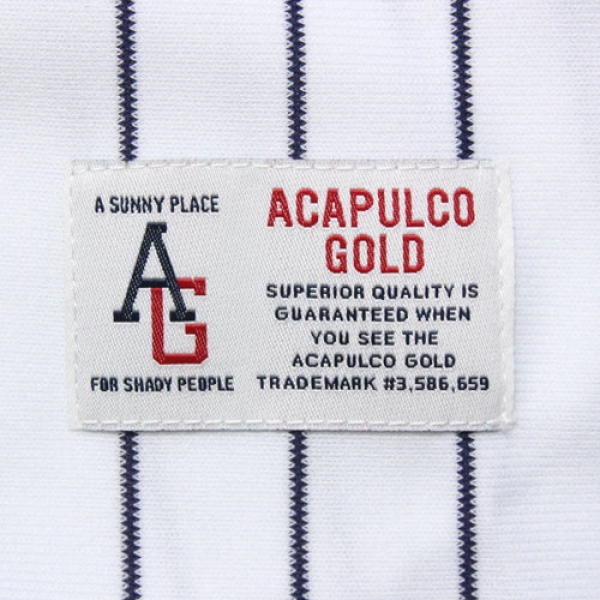 A SUNNY PLACE
AG
FOR SHADY PEOPLE
ACAPULCO
GOLD
SUPERIOR QUALITY IS
GUARANTEED WHEN
YOU SEE THE
ACAPULCO GOLD
TRADEMARK #3,586,659